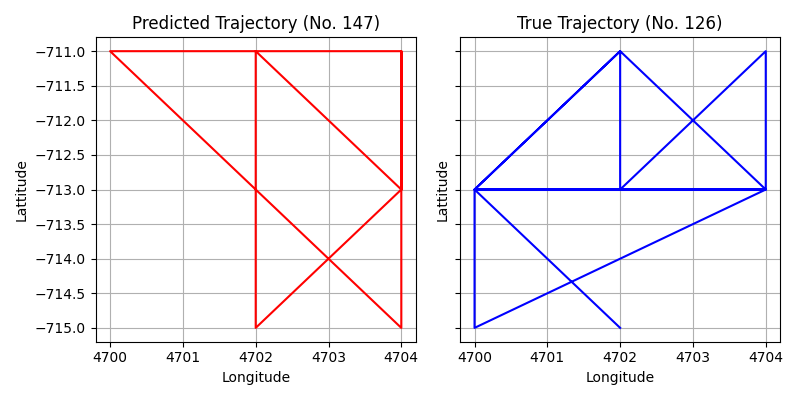 Predicted Trajectory (No. 147)
True Trajectory (No. 126)
−711.0
−711.5
−712.0
−712.5
−713.0
−713.5
−714.0
−714.5
−715.0
Lattitude
Lattitude
4700 4701 4702 4703 4704
4700 4701 4702 4703 4704
Longitude
Longitude